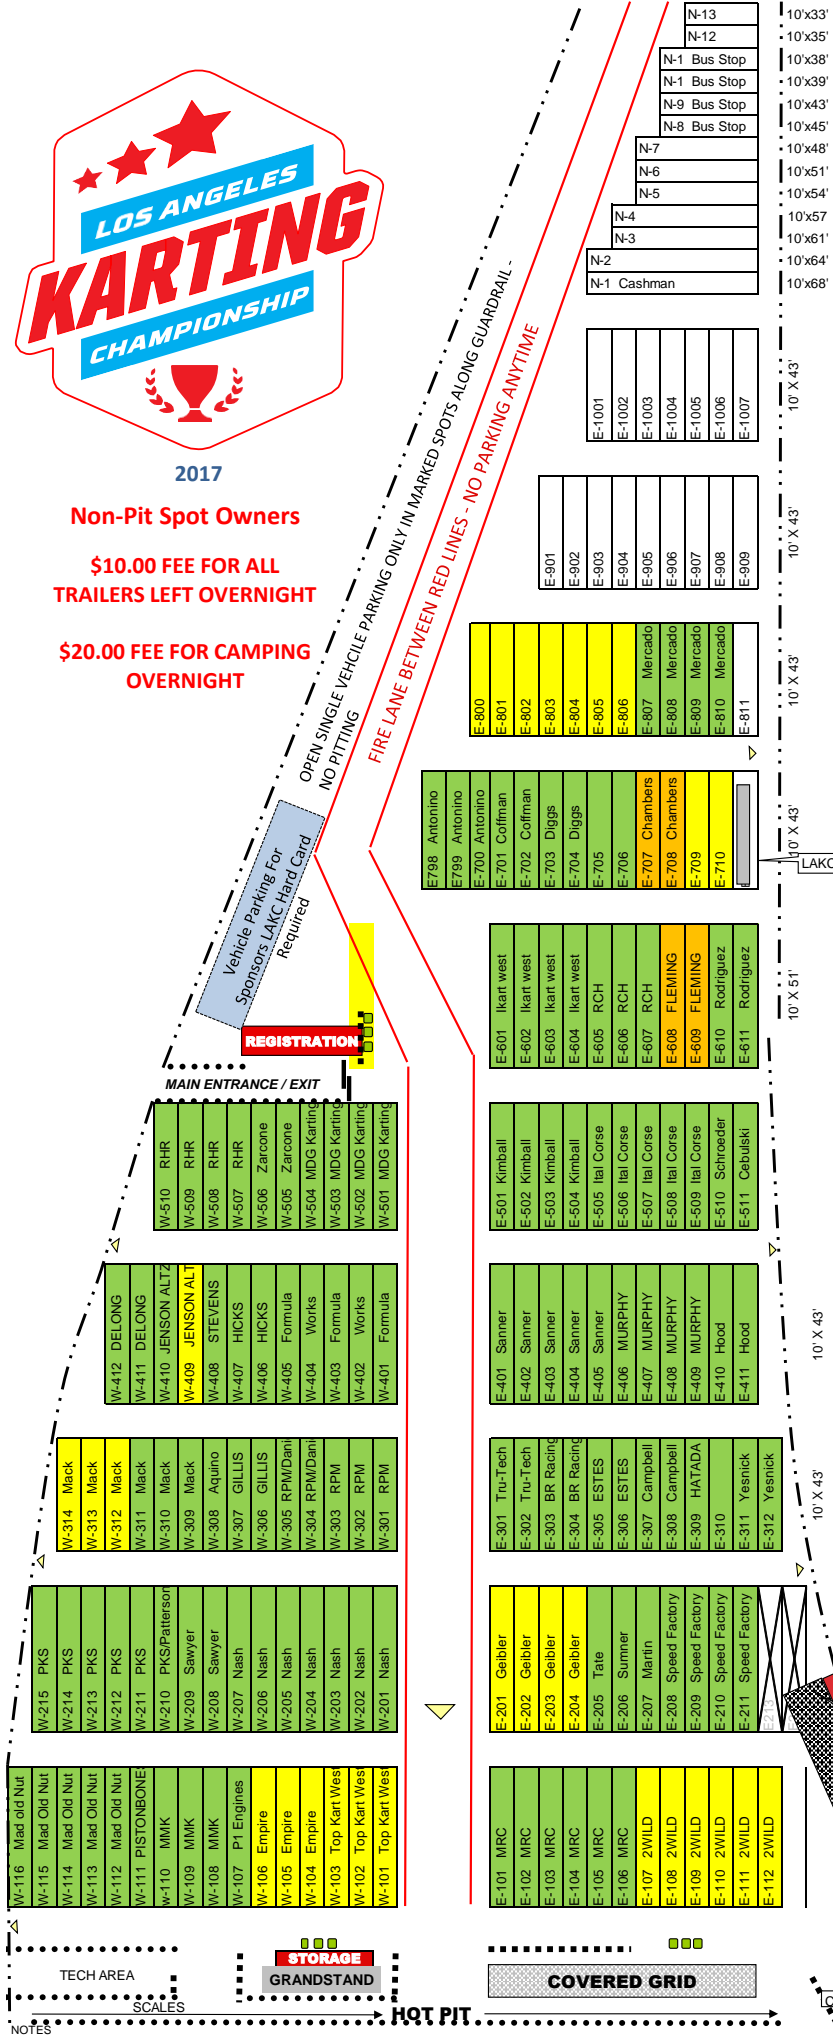 N-13 10'x33'
N-12 10'x35'
N-1 Bus Stop 10'x38'
N-1 Bus Stop 10'x39'
N-9 Bus Stop 10'x43'
N-8 Bus Stop 10'x45'
N-7 10'x48'
N-6 10'x51'
N-5 10'x54'
N-4 10'x57
N-3 10'x61'
N-2 10'x64'
N-1 Cashman 10'x68'
LOS ANGELES
KARTING
CHAMPIONSHIP
2017
Non-Pit Spot Owners
$10.00 FEE FOR ALL
TRAILERS LEFT OVERNIGHT
$20.00 FEE FOR CAMPING
OVERNIGHT
OPEN SINGLE VEHCILE PARKING ONLY IN MARKED SPOTS ALONG GUARDRAIL -
NO PITTING
FIRE LANE BETWEEN RED LINES - NO PARKING ANYTIME
E-1001
E-1002
E-1003
E-1004
E-1005
E-1006
E-1007
10' X 43'
E-901
E-902
E-903
E-904
E-905
E-906
E-907
E-908
E-909
10' X 43'
E-800
E-801
E-802
E-803
E-804
E-805
E-806
E-807 Mercado
E-808 Mercado
E-809 Mercado
E-810 Mercado
E-811
10' X 43'
E798 Antonino
E799 Antonino
E-700 Antonino
E-701 Coffman
E-702 Coffman
E-703 Diggs
E-704 Diggs
E-705
E-706
E-707 Chambers
E-708 Chambers
E-709
E-710
10' X 43'
LAKC
Vehicle Parking For
Sponsors LAKC Hard Card
Required
E-601 Ikart west
E-602 Ikart west
E-603 Ikart west
E-604 Ikart west
E-605 RCH
E-606 RCH
E-607 RCH
E-608 FLEMING
E-609 FLEMING
E-610 Rodriguez
E-611 Rodriguez
10' X 51'
REGISTRATION
MAIN ENTRANCE / EXIT
W-510 RHR
W-509 RHR
W-508 RHR
W-507 RHR
W-506 Zarcone
W-505 Zarcone
W-504 MDG Karting
W-503 MDG Karting
W-502 MDG Karting
W-501 MDG Karting
E-501 Kimball
E-502 Kimball
E-503 Kimball
E-504 Kimball
E-505 Ital Corse
E-506 Ital Corse
E-507 Ital Corse
E-508 Ital Corse
E-509 Ital Corse
E-510 Schroeder
E-511 Cebulski
W-412 DELONG
W-411 DELONG
W-410 JENSON ALTZ
W-409 JENSON ALT
W-408 STEVENS
W-407 HICKS
W-406 HICKS
W-405 Formula
W-404 Works
W-403 Formula
W-402 Works
W-401 Formula
E-401 Sanner
E-402 Sanner
E-403 Sanner
E-404 Sanner
E-405 Sanner
E-406 MURPHY
E-407 MURPHY
E-408 MURPHY
E-409 MURPHY
E-410 Hood
E-411 Hood
10' X 43'
W-314 Mack
W-313 Mack
W-312 Mack
W-311 Mack
W-310 Mack
W-309 Mack
W-308 Aquino
W-307 GILLIS
W-306 GILLIS
W-305 RPM/Dani
W-304 RPM/Dani
W-303 RPM
W-302 RPM
W-301 RPM
E-301 Tru-Tech
E-302 Tru-Tech
E-303 BR Racing
E-304 BR Racing
E-305 ESTES
E-306 ESTES
E-307 Campbell
E-308 Campbell
E-309 HATADA
E-310
E-311 Yesnick
E-312 Yesnick
10' X 43'
W-215 PKS
W-214 PKS
W-213 PKS
W-212 PKS
W-211 PKS
W-210 PKS/Patterson
W-209 Sawyer
W-208 Sawyer
W-207 Nash
W-206 Nash
W-205 Nash
W-204 Nash
W-203 Nash
W-202 Nash
W-201 Nash
E-201 Geibler
E-202 Geibler
E-203 Geibler
E-204 Geibler
E-205 Tate
E-206 Sumner
E-207 Martin
E-208 Speed Factory
E-209 Speed Factory
E-210 Speed Factory
E-211 Speed Factory
E213
W-116 Mad old Nut
W-115 Mad Old Nut
W-114 Mad Old Nut
W-113 Mad Old Nut
W-112 Mad Old Nut
W-111 PISTONBONES
W-110 MMK
W-109 MMK
W-108 MMK
W-107 P1 Engines
W-106 Empire
W-105 Empire
W-104 Empire
W-103 Top Kart West
W-102 Top Kart West
W-101 Top Kart West
E-101 MRC
E-102 MRC
E-103 MRC
E-104 MRC
E-105 MRC
E-106 MRC
E-107 2WILD
E-108 2WILD
E-109 2WILD
E-110 2WILD
E-111 2WILD
E-112 2WILD
TECH AREA
STORAGE
GRANDSTAND
COVERED GRID
SCALES
HOT PIT
NOTES